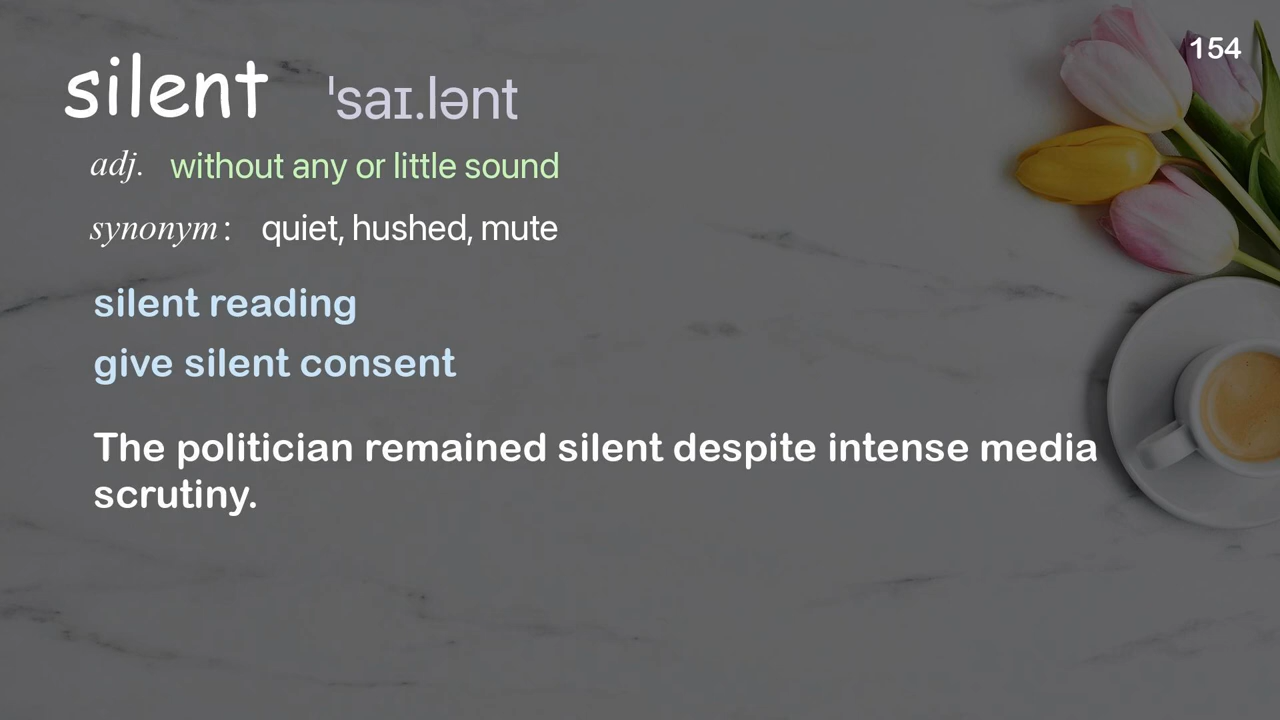 154
silent ˈsaɪ.lənt
adj. without any or little sound
synonym: quiet, hushed, mute
silent reading
give silent consent
The politician remained silent despite intense media
scrutiny.